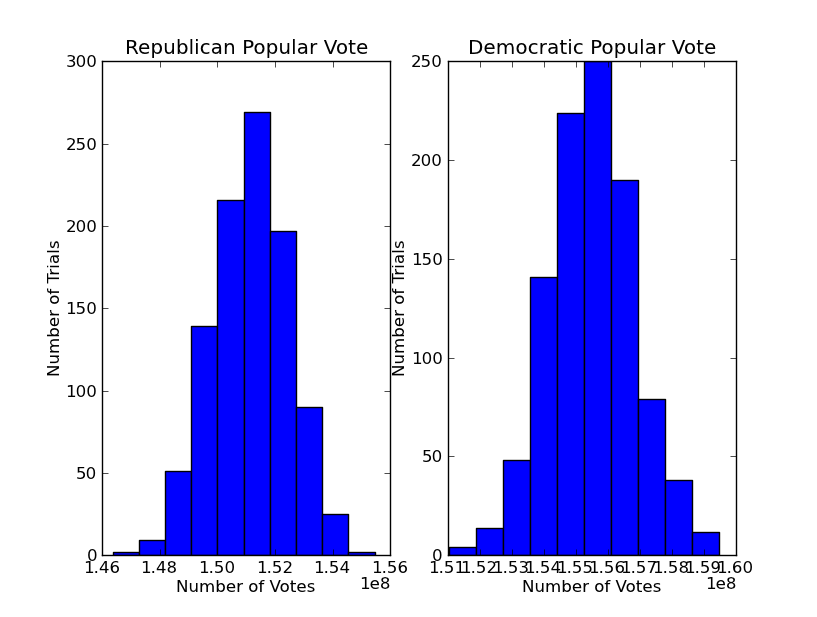 Republican Popular Vote
300
250
200
150
100
50
0
Number of Trials
1.46 1.48 1.50 1.52 1.54 1.56
1e8
Number of Votes
Democratic Popular Vote
250
200
150
100
50
0
Number of Trials
1.51 1.52 1.53 1.54 1.55 1.56 1.57 1.58 1.59 1.60
1e8
Number of Votes